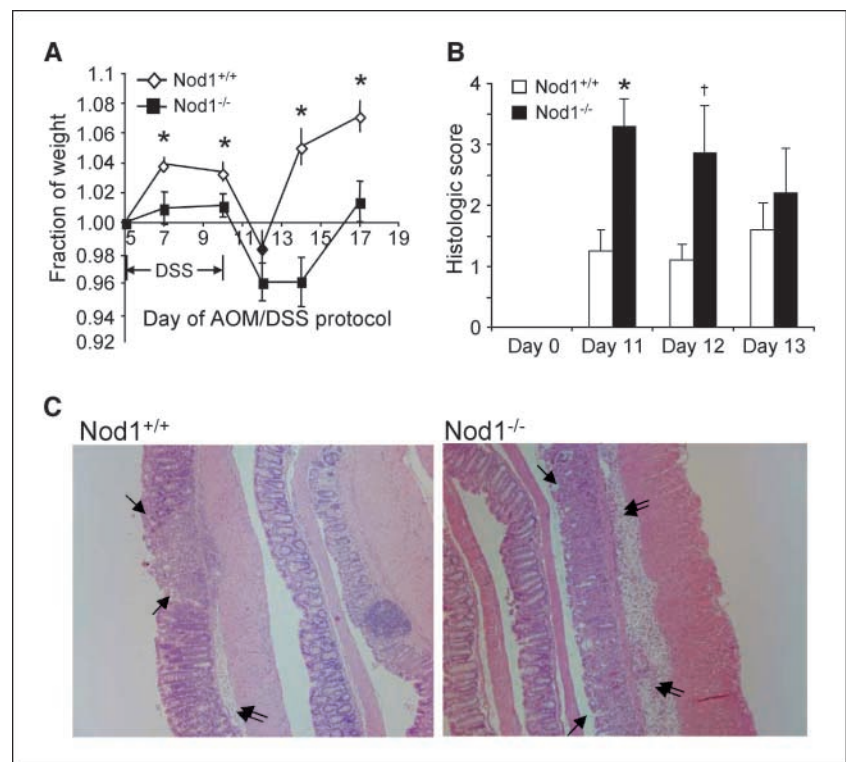 A
Nod1+/+
Nod1-/-
1.1
1.08
1.06
1.04
1.02
1.00
0.98
0.96
0.94
0.92
Fraction of weight
* * * *
5 7 9 11 13 15 17 19
DSS
Day of AOM/DSS protocol
B
Nod1+/+
Nod1-/-
4
3
2
1
0
Histologic score
* †
Day 0 Day 11 Day 12 Day 13
C
Nod1+/+ Nod1-/-